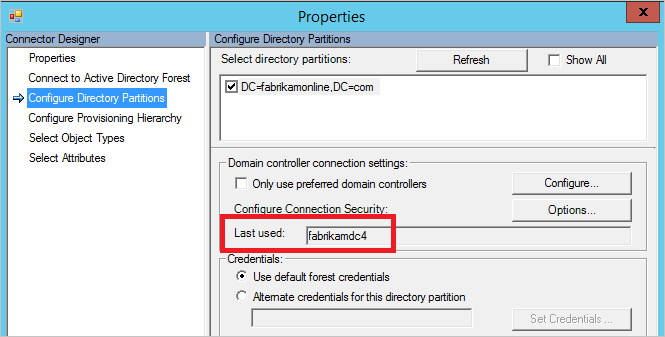 Properties
x
Connector Designer
Properties
Connect to Active Directory Forest
Configure Directory Partitions
Configure Provisioning Hierarchy
Select Object Types
Select Attributes
Configure Directory Partitions
Select directory partitions:
Refresh
Show All
DC=fabrikamonline,DC=com
Domain controller connection settings:
Only use preferred domain controllers
Configure...
Configure Connection Security:
Options...
Last used:
fabrikamdc4
Credentials:
Use default forest credentials
Alternate credentials for this directory partition
Set Credentials ...